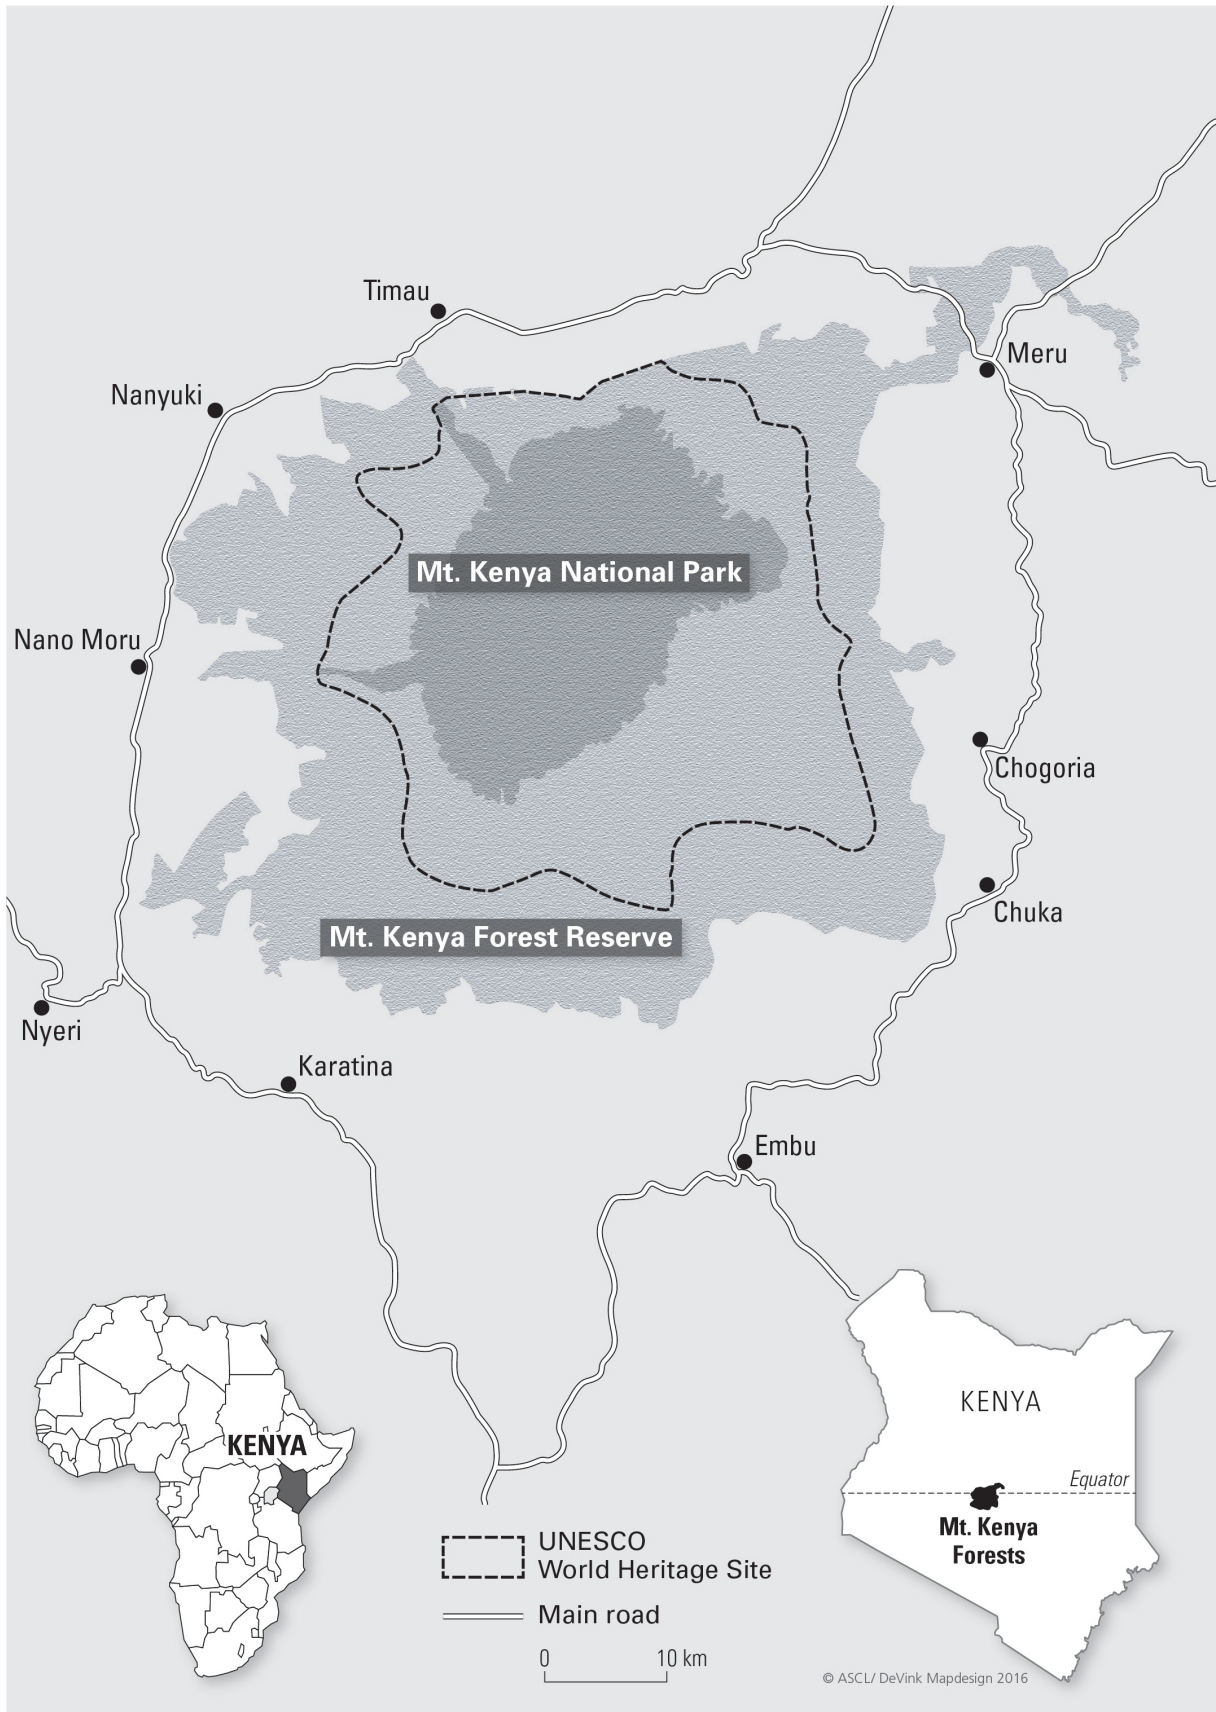 Timau
Meru
Nanyuki
Mt. Kenya National Park
Nano Moru
Chogoria
Chuka
Mt. Kenya Forest Reserve
Nyeri
Karatina
Embu
KENYA
KENYA
Equator
Mt. Kenya
Forests
UNESCO
World Heritage Site
Main road
0 10 km
© ASCL/ DeVink Mapdesign 2016